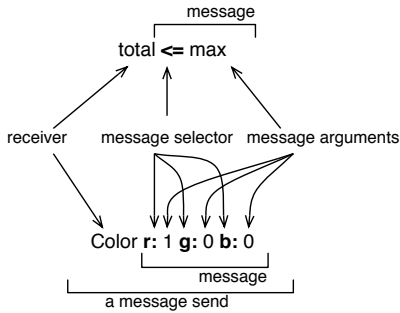 message
total <= max
receiver message selector message arguments
Color r: 1 g: 0 b: 0
message
a message send